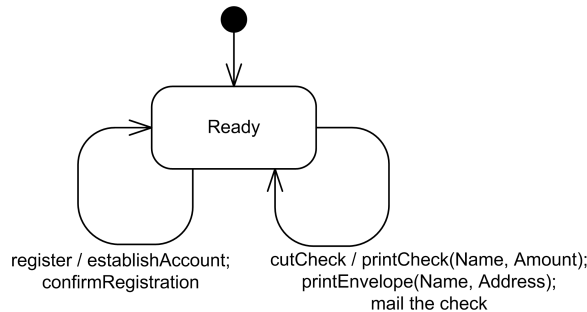 Ready
register / establishAccount;
confirmRegistration
cutCheck / printCheck(Name, Amount);
printEnvelope(Name, Address);
mail the check